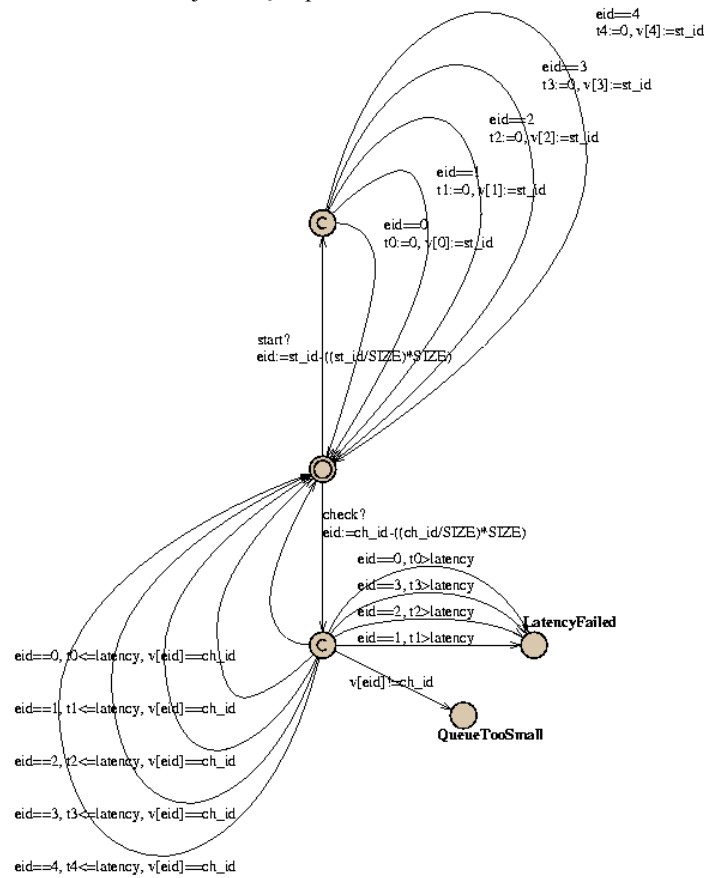 eid==4
t4:=0, v[4]:=st_id
eid==3
t3:=0, v[3]:=st_id
eid==2
t2:=0, v[2]:=st_id
eid==1
t1:=0, v[1]:=st_id
C
eid==0
t0:=0, v[0]:=st_id
start?
eid:=st_id-((st_id/SIZE)*SIZE)
check?
eid:=ch_id-((ch_id/SIZE)*SIZE)
eid==0, t0>latency
eid==3, t3>latency
eid==2, t2>latency
LatencyFailed
eid==1, t1>latency
C
eid==0, t0<=latency, v[eid]==ch_id
v[eid]!=ch_id
eid==1, t1<=latency, v[eid]==ch_id
QueueTooSmall
eid==2, t2<=latency, v[eid]==ch_id
eid==3, t3<=latency, v[eid]==ch_id
eid==4, t4<=latency, v[eid]==ch_id